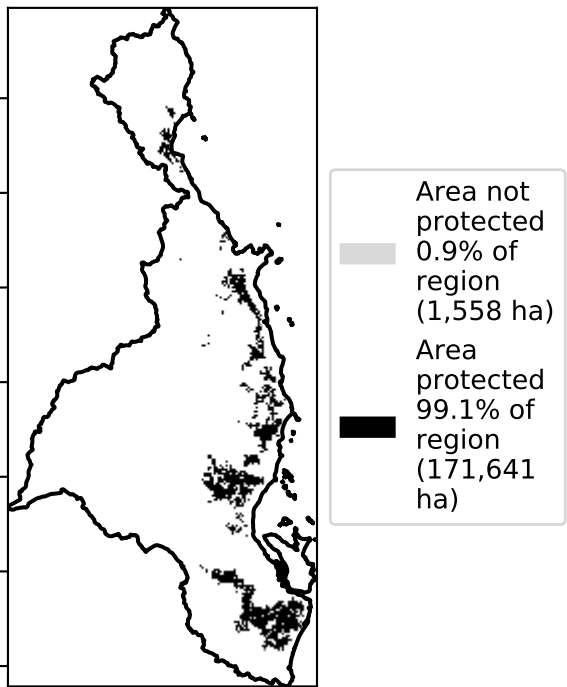 Area not
protected
0.9% of
region
(1,558 ha)
Area
protected
99.1% of
region
(171,641
ha)